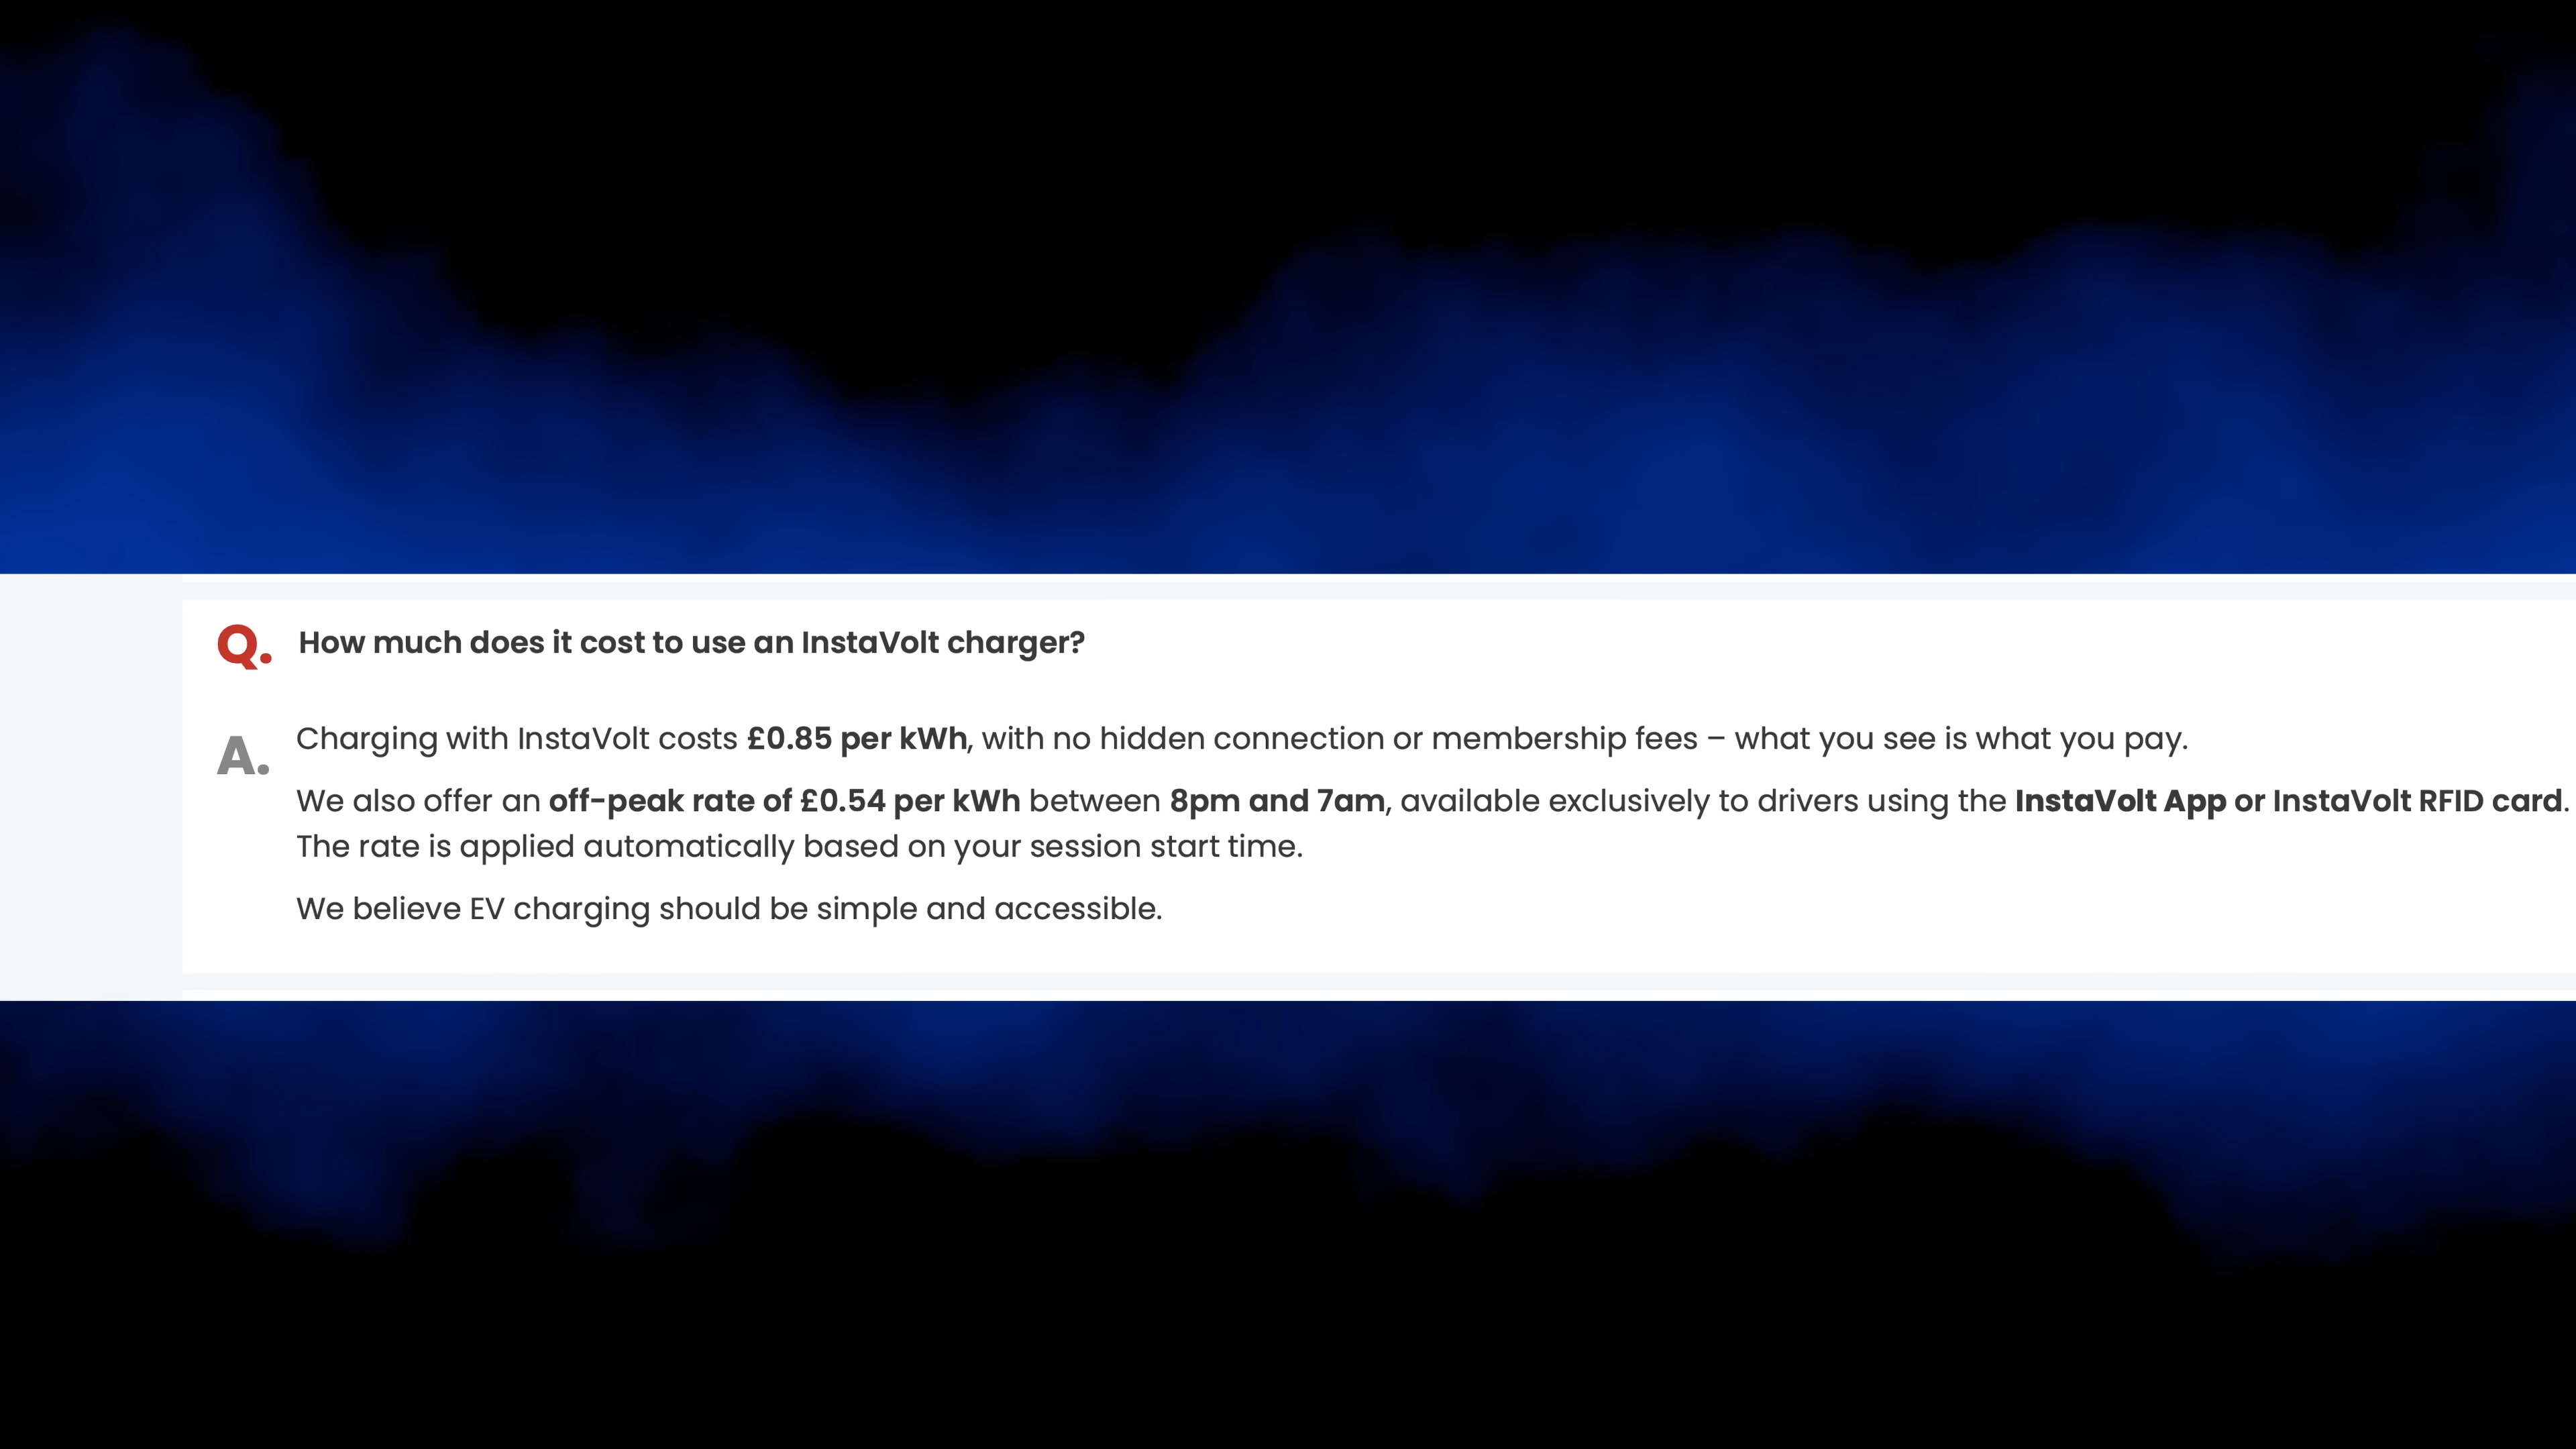 Q. How much does it cost to use an InstaVolt charger?
A. Charging with InstaVolt costs £0.85 per kWh, with no hidden connection or membership fees – what you see is what you pay.
We also offer an off-peak rate of £0.54 per kWh between 8pm and 7am, available exclusively to drivers using the InstaVolt App or InstaVolt RFID card.
The rate is applied automatically based on your session start time.
We believe EV charging should be simple and accessible.